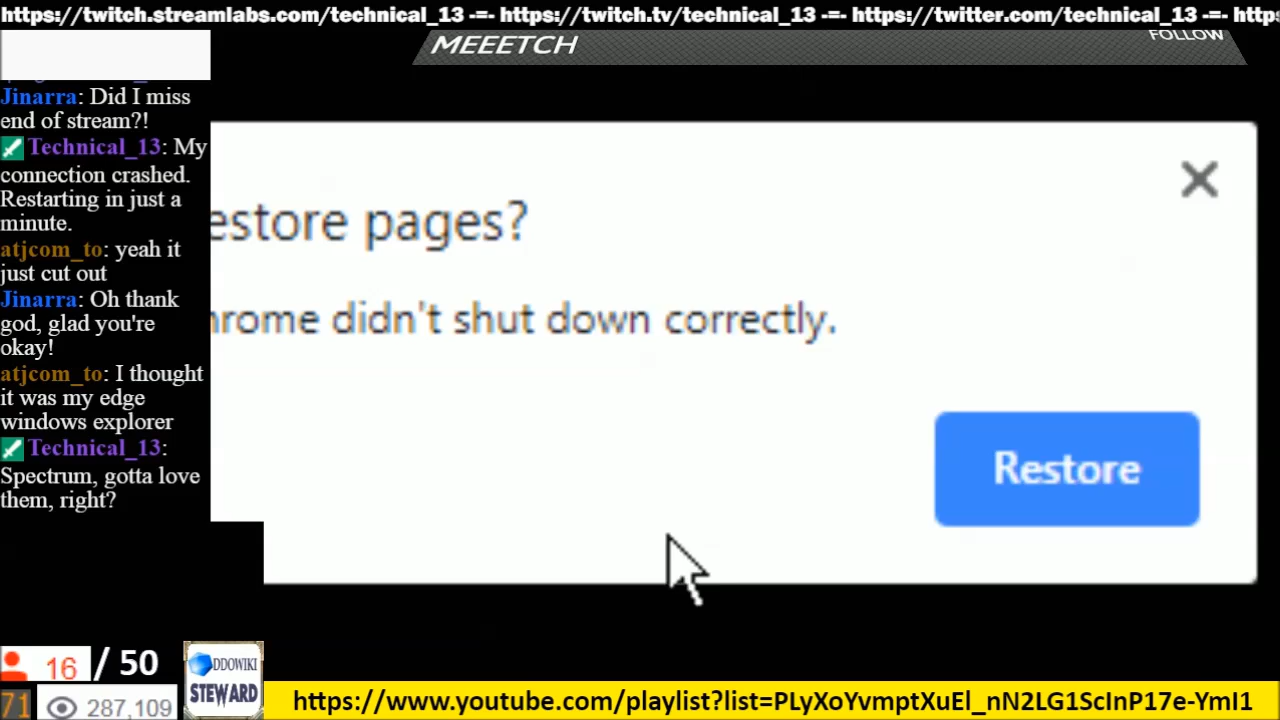 https://twitch.streamlabs.com/technical_13 -=- https://twitch.tv/technical_13 -=- https://twitter.com/technical_13 -=- https
MEEETCH
FOLLOW
Jinarra: Did I miss
end of stream?!
Technical_13: My
connection crashed.
Restarting in just a
minute.
atjcom_to: yeah it
just cut out
Jinarra: Oh thank
god, glad you're
okay!
atjcom_to: I thought
it was my edge
windows explorer
Technical_13:
Spectrum, gotta love
them, right?
estore pages?
hrome didn't shut down correctly.
Restore
16 / 50
DDOWIKI
STEWARD
71
287,109
https://www.youtube.com/playlist?list=PLyXoYvmptXuEl_nN2LG1ScInP17e-YmI1